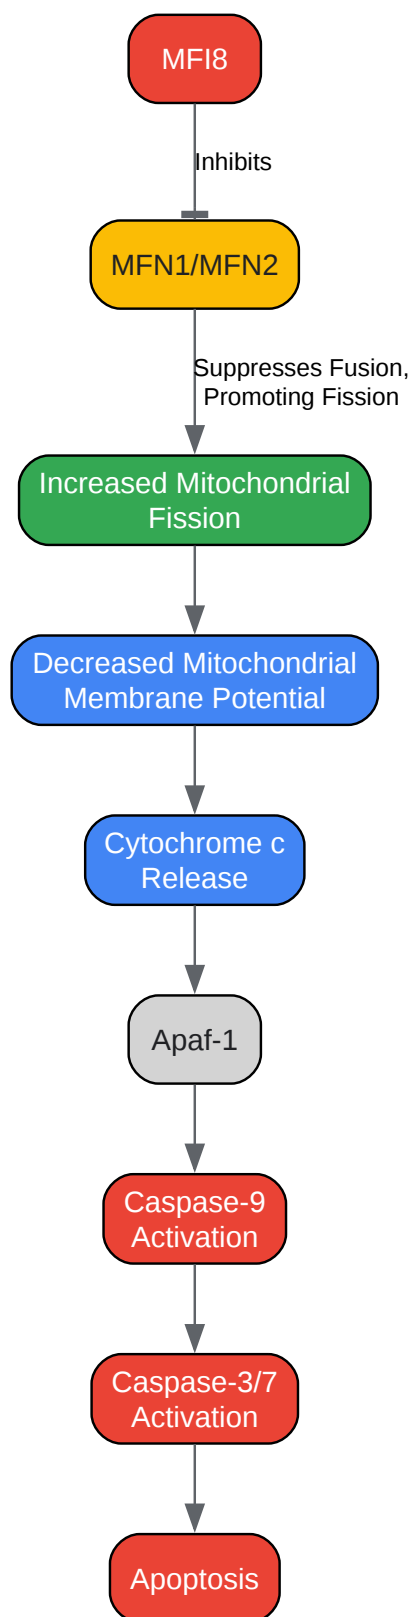 MFI8
Inhibits
MFN1/MFN2
Suppresses Fusion,
Promoting Fission
Increased Mitochondrial
Fission
Decreased Mitochondrial
Membrane Potential
Cytochrome c
Release
Apaf-1
Caspase-9
Activation
Caspase-3/7
Activation
Apoptosis